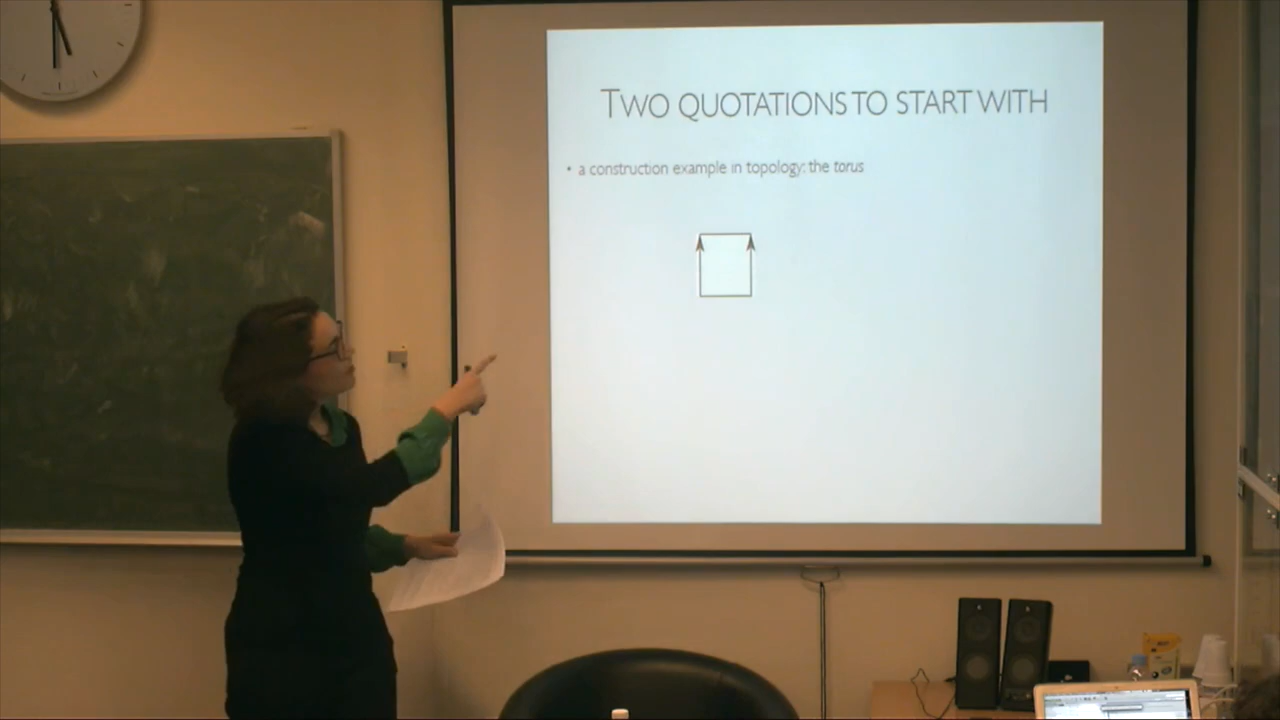 TWO QUOTATIONS TO START WITH
• a construction example in topology: the torus